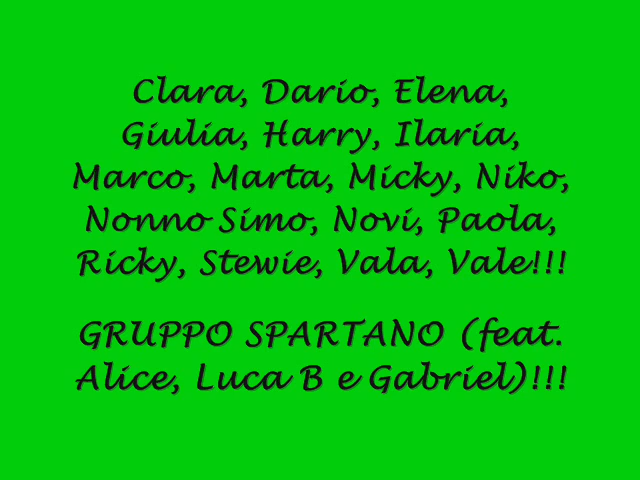 Clara, Dario, Elena,
Giulia, Harry, Ilaria,
Marco, Marta, Micky, Niko,
Nonno Simo, Novi, Paola,
Ricky, Stewie, Vala, Vale!!!
GRUPPO SPARTANO (feat.
Alice, Luca B e Gabriel)!!!